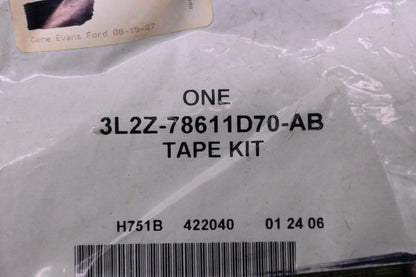 Gene Evans Ford 08-15-07
ONE
3L2Z-78611D70-AB
TAPE KIT
H751B 422040 01 24 06